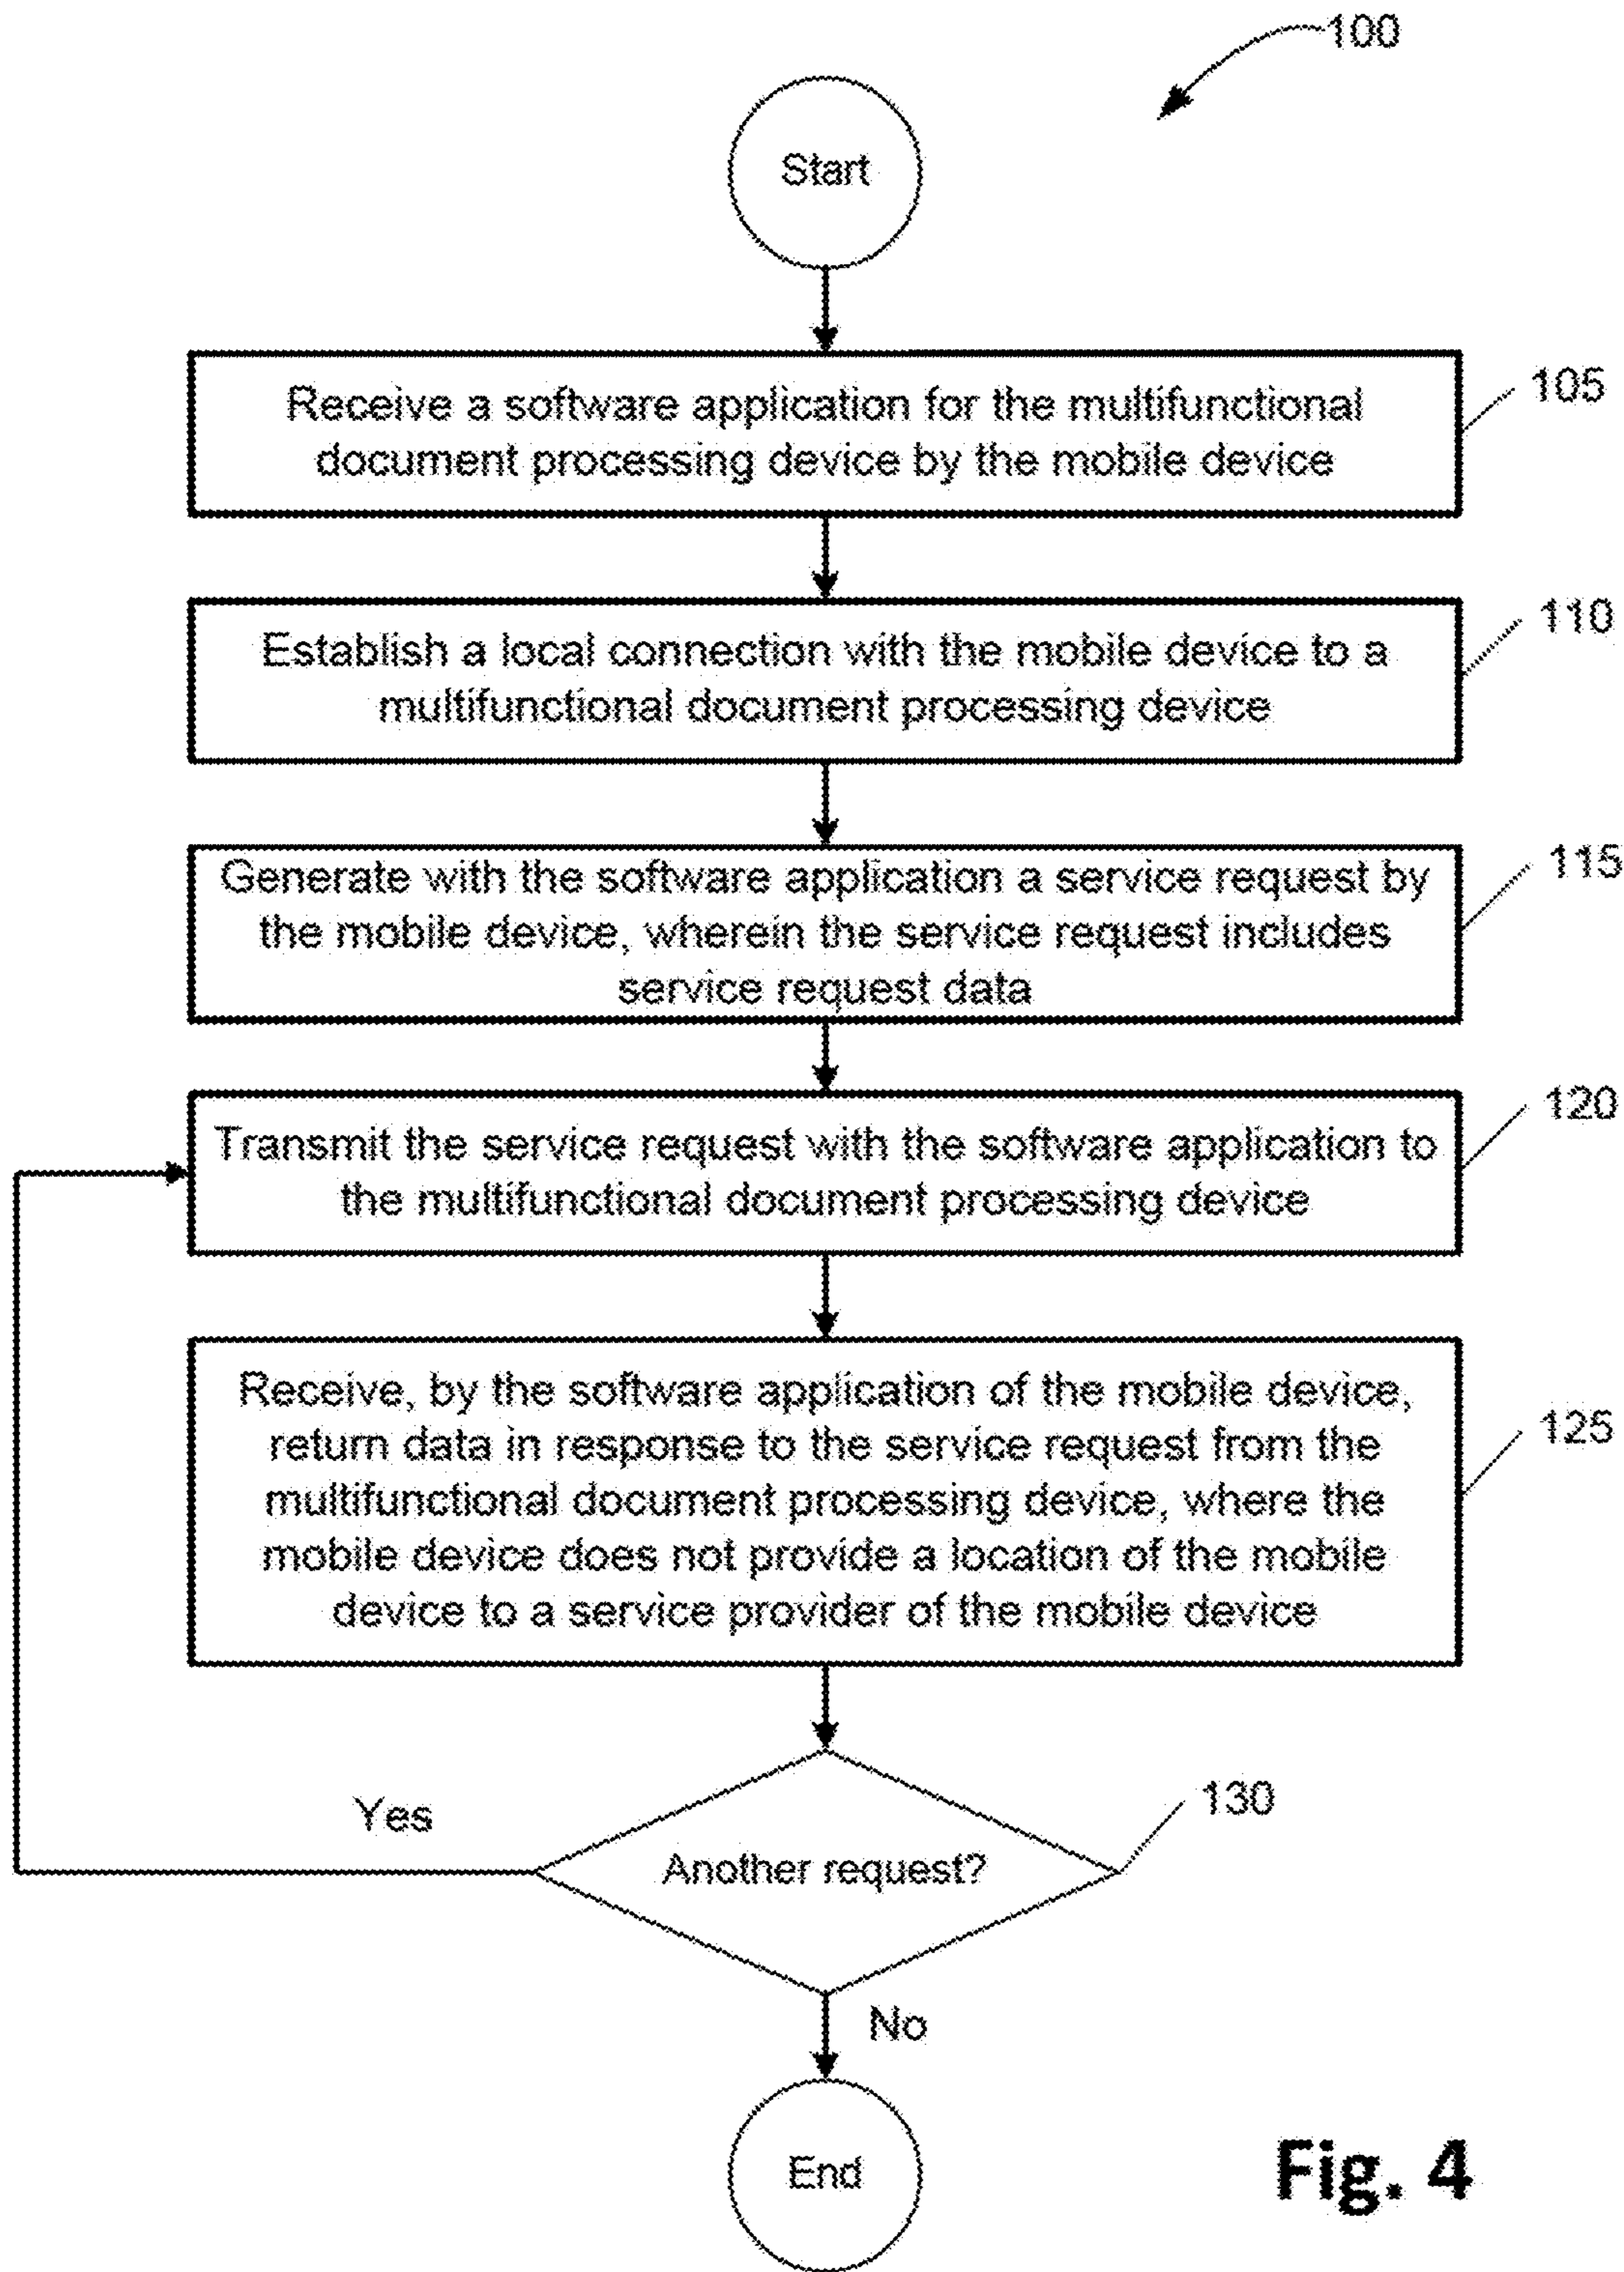 100
Start
Receive a software application for the multifunctional
document processing device by the mobile device
105
Establish a local connection with the mobile device to a
multifunctional document processing device
110
Generate with the software application a service request by
the mobile device, wherein the service request includes
service request data
115
Transmit the service request with the software application to
the multifunctional document processing device
120
Receive, by the software application of the mobile device,
return data in response to the service request from the
multifunctional document processing device, where the
mobile device does not provide a location of the mobile
device to a service provider of the mobile device
125
Yes
Another request?
130
No
End
Fig. 4